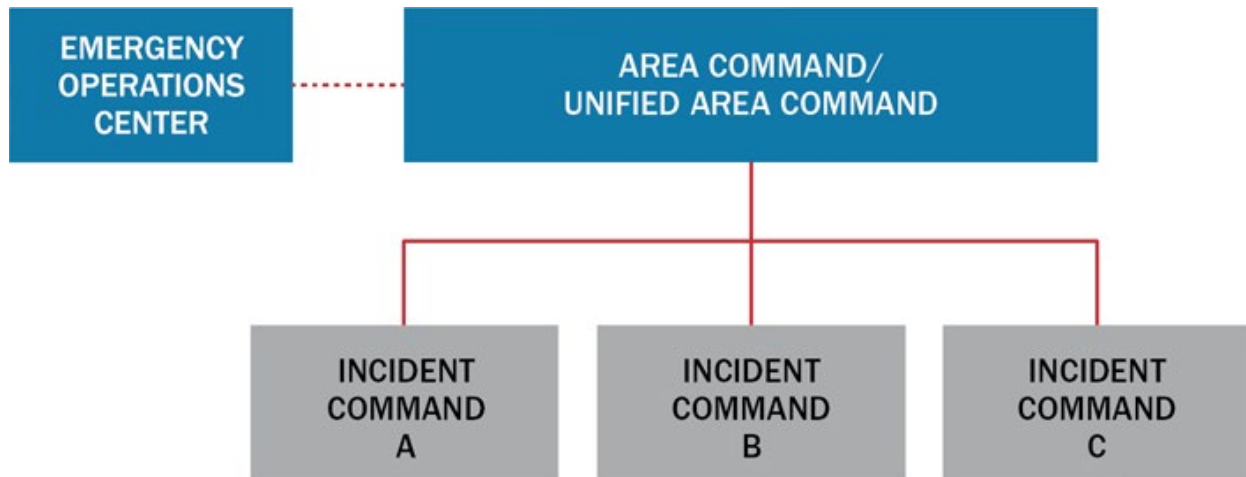 EMERGENCY
OPERATIONS
CENTER
AREA COMMAND/
UNIFIED AREA COMMAND
INCIDENT
COMMAND
A
INCIDENT
COMMAND
B
INCIDENT
COMMAND
C